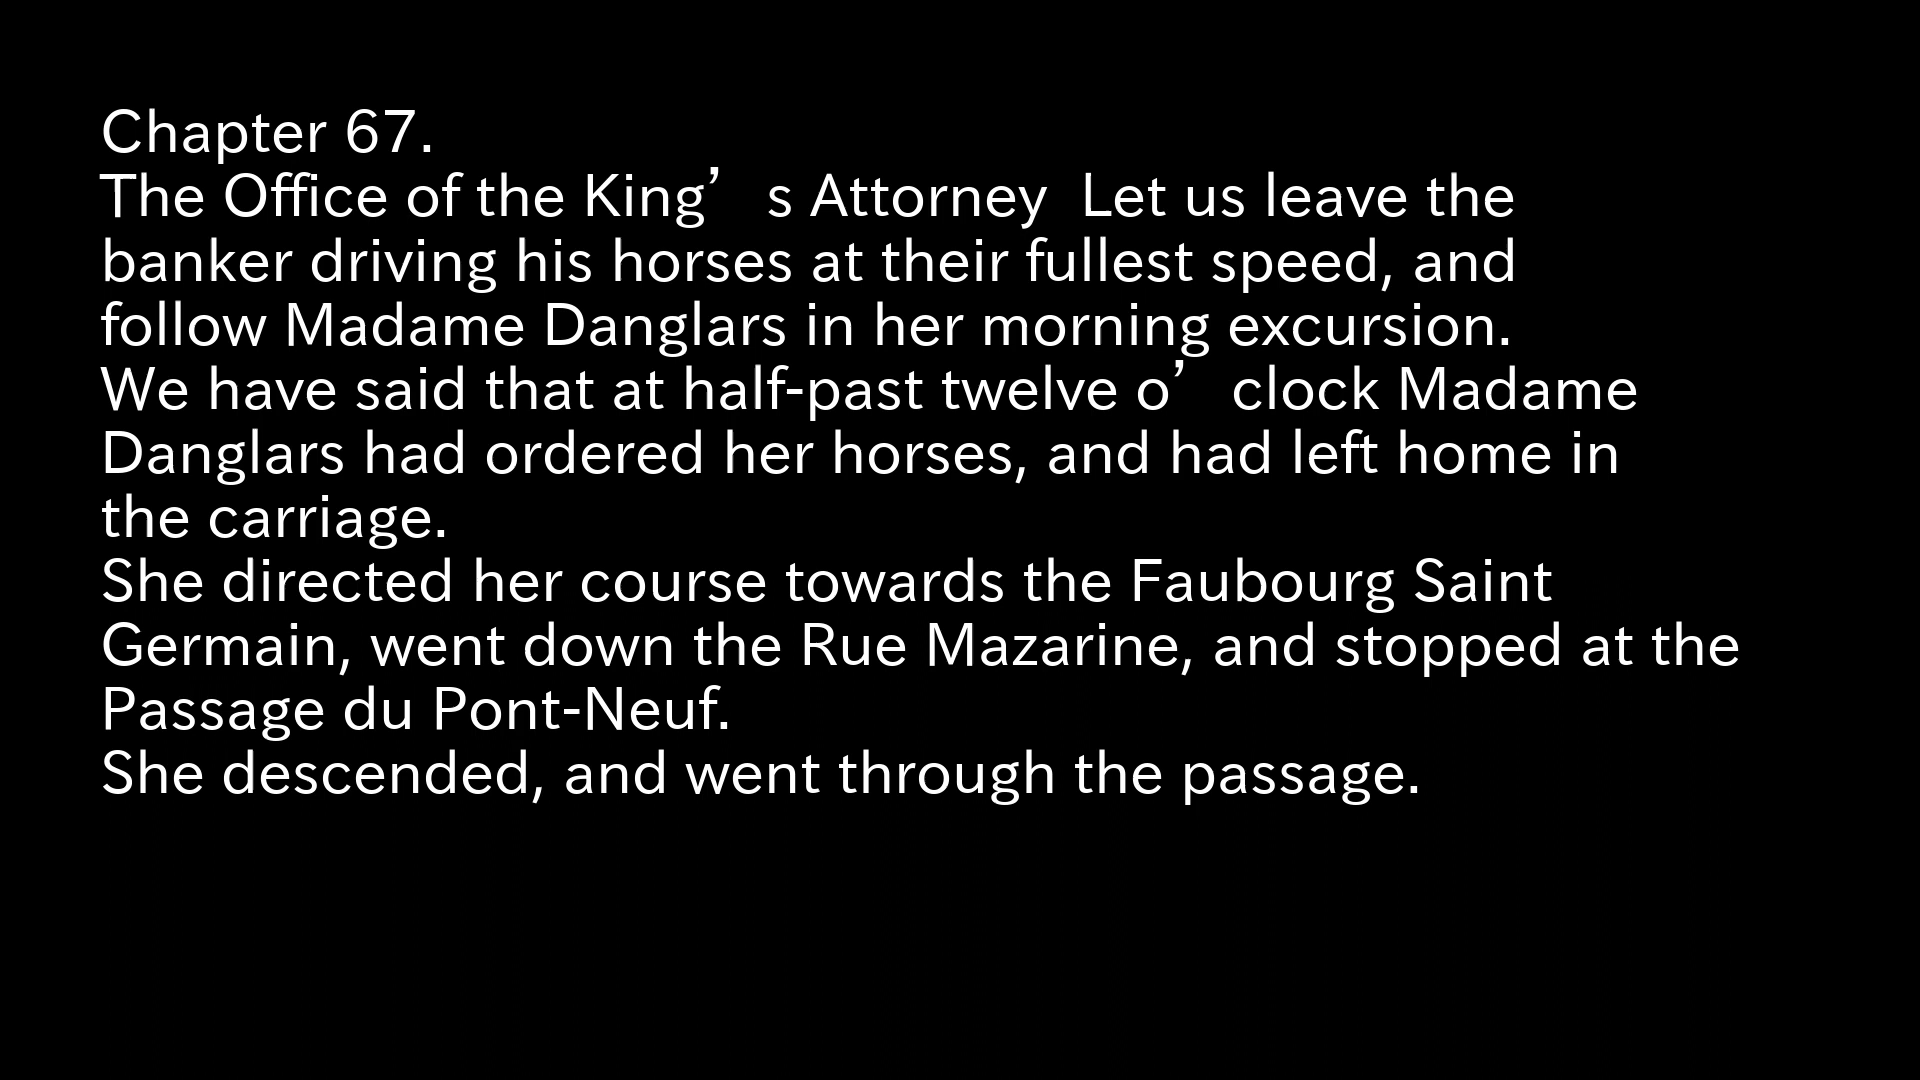 Chapter 67.
The Office of the King’s Attorney  Let us leave the
banker driving his horses at their fullest speed, and
follow Madame Danglars in her morning excursion.
We have said that at half-past twelve o’clock Madame
Danglars had ordered her horses, and had left home in
the carriage.
She directed her course towards the Faubourg Saint
Germain, went down the Rue Mazarine, and stopped at the
Passage du Pont-Neuf.
She descended, and went through the passage.